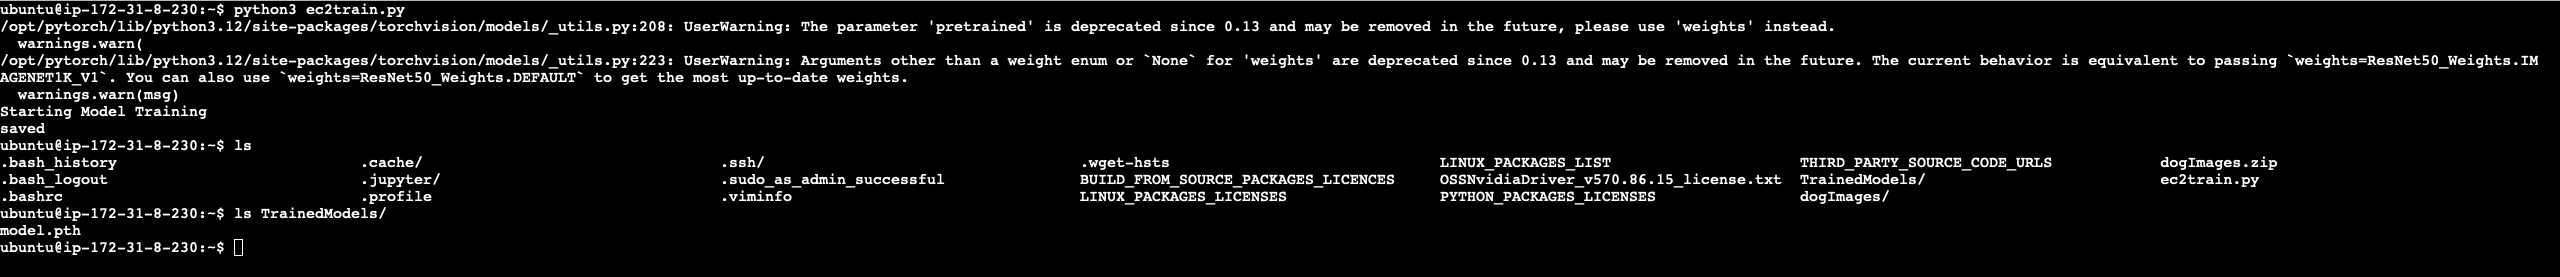 ubuntu@ip-172-31-8-230:~$ python3 ec2train.py
/opt/pytorch/lib/python3.12/site-packages/torchvision/models/_utils.py:208: UserWarning: The parameter 'pretrained' is deprecated since 0.13 and may be removed in the future, please use 'weights' instead.
  warnings.warn(
/opt/pytorch/lib/python3.12/site-packages/torchvision/models/_utils.py:223: UserWarning: Arguments other than a weight enum or `None` for 'weights' are deprecated since 0.13 and may be removed in the future. The current behavior is equivalent to passing `weights=ResNet50_Weights.IM
AGENET1K_V1`. You can also use `weights=ResNet50_Weights.DEFAULT` to get the most up-to-date weights.
  warnings.warn(msg)
Starting Model Training
saved
ubuntu@ip-172-31-8-230:~$ ls
.bash_history .cache/ .ssh/ .wget-hsts LINUX_PACKAGES_LIST THIRD_PARTY_SOURCE_CODE_URLS dogImages.zip
.bash_logout .jupyter/ .sudo_as_admin_successful BUILD_FROM_SOURCE_PACKAGES_LICENCES OSSNvidiaDriver_v570.86.15_license.txt TrainedModels/ ec2train.py
.bashrc .profile .viminfo LINUX_PACKAGES_LICENSES PYTHON_PACKAGES_LICENSES dogImages/
ubuntu@ip-172-31-8-230:~$ ls TrainedModels/
model.pth
ubuntu@ip-172-31-8-230:~$